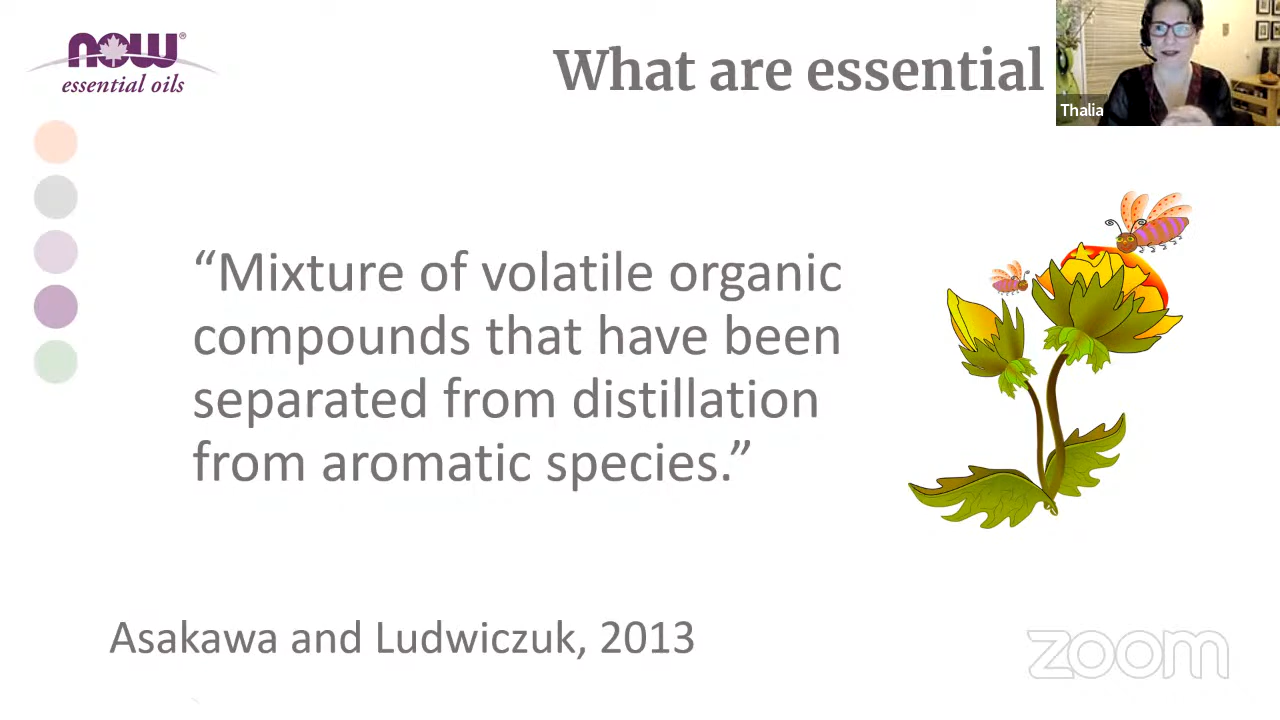 NOW®
essential oils
What are essential
Thalia
“Mixture of volatile organic
compounds that have been
separated from distillation
from aromatic species.”
Asakawa and Ludwiczuk, 2013
zoom